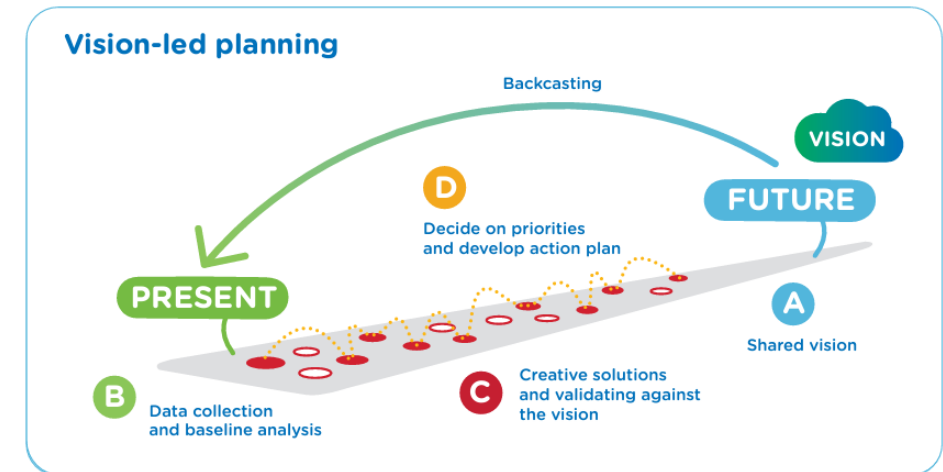 Vision-led planning
Backcasting
VISION
D
FUTURE
Decide on priorities
and develop action plan
PRESENT
A
Shared vision
C
Creative solutions
and validating against
the vision
B
Data collection
and baseline analysis